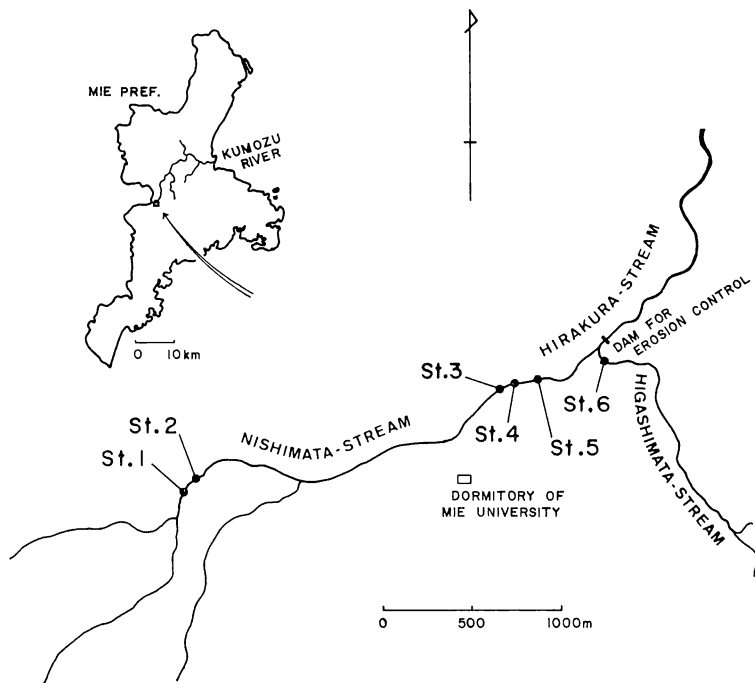 MIE PREF.
KUMOZU
RIVER
0 10km
HIRAKURA-STREAM
DAM FOR
EROSION CONTROL
St.3
St.6
St.4
St.5
St.2
St.1
NISHIMATA-STREAM
HIGASHIMATA-STREAM
DORMITORY OF
MIE UNIVERSITY
0 500 1000m